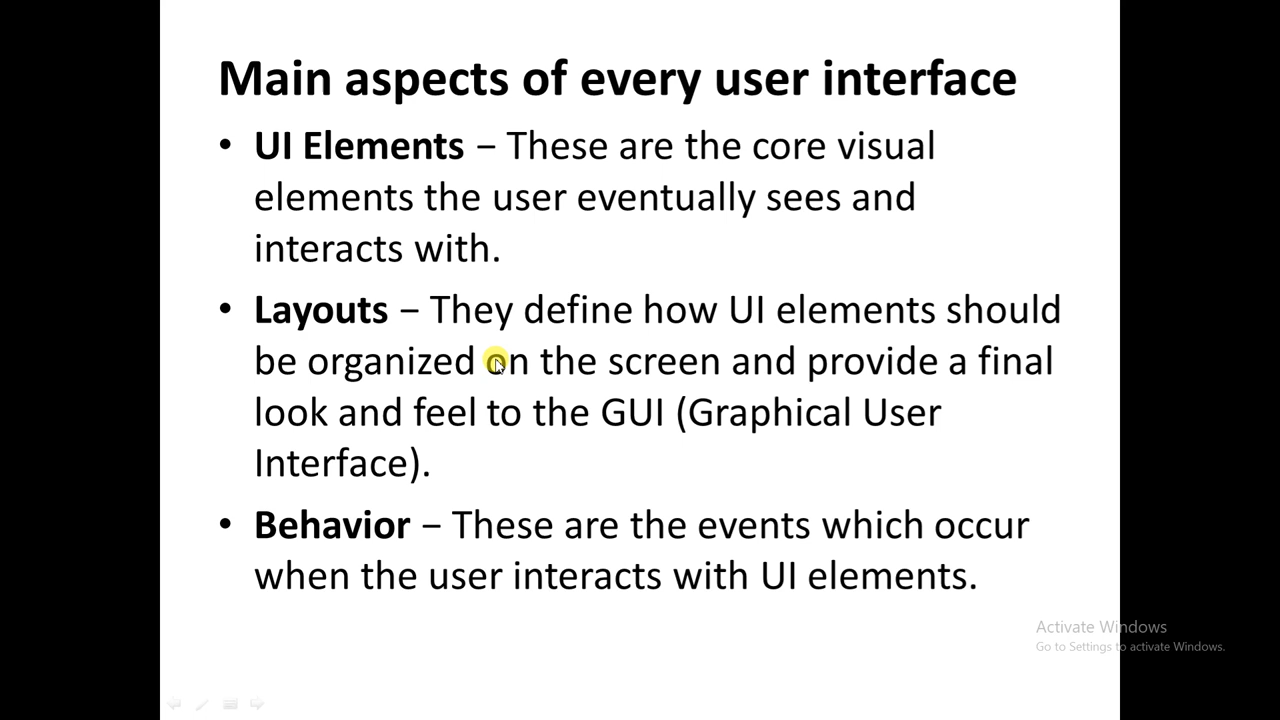 Main aspects of every user interface
• UI Elements − These are the core visual
elements the user eventually sees and
interacts with.
• Layouts − They define how UI elements should
be organized on the screen and provide a final
look and feel to the GUI (Graphical User
Interface).
• Behavior − These are the events which occur
when the user interacts with UI elements.
Activate Windows
Go to Settings to activate Windows.